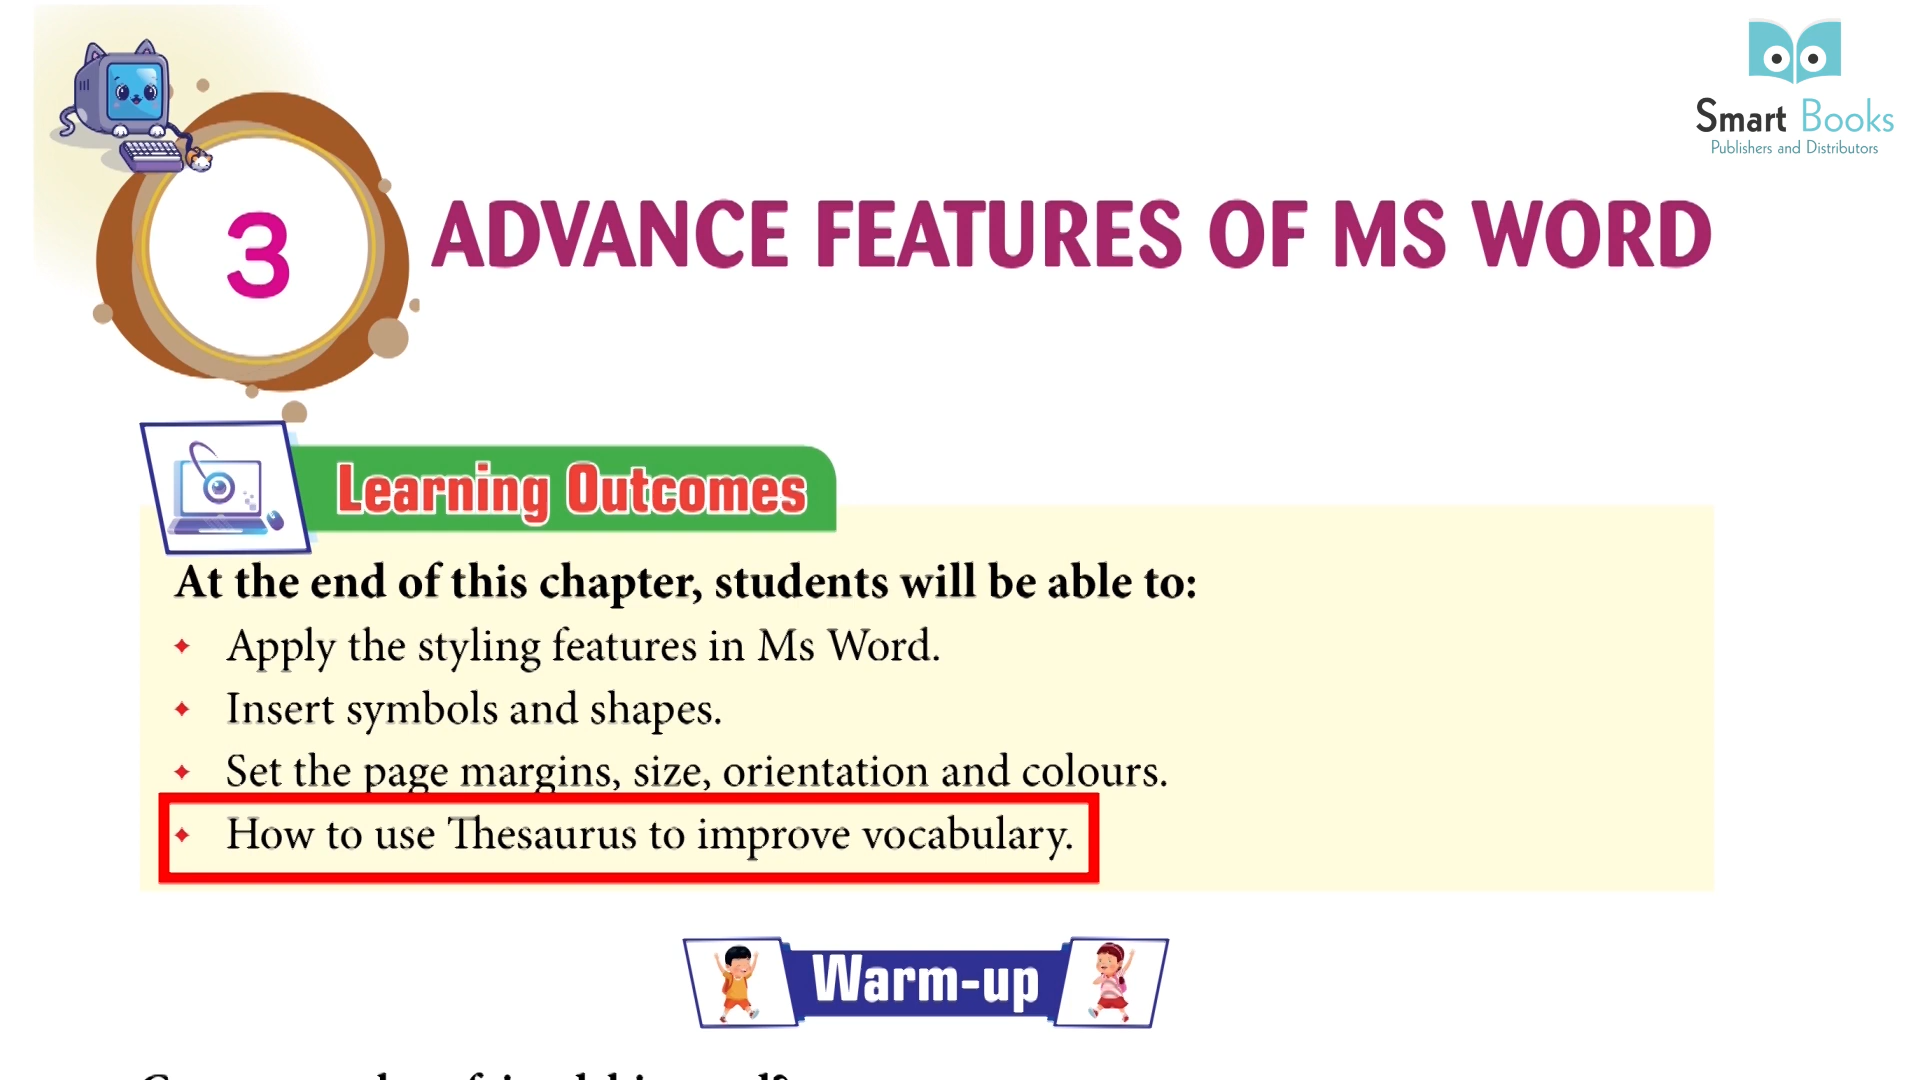 Smart Books
Publishers and Distributors
3
ADVANCE FEATURES OF MS WORD
Learning Outcomes
At the end of this chapter, students will be able to:
Apply the styling features in Ms Word.
Insert symbols and shapes.
Set the page margins, size, orientation and colours.
How to use Thesaurus to improve vocabulary.
Warm-up